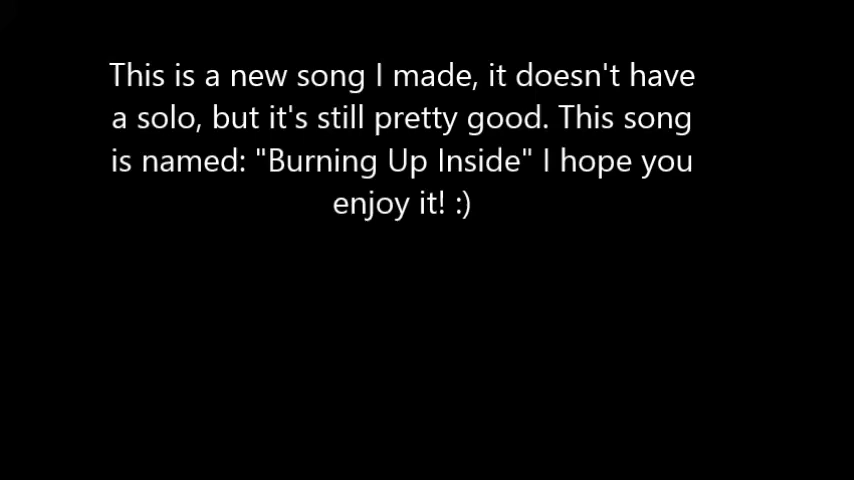 This is a new song I made, it doesn't have
a solo, but it's still pretty good. This song
is named: "Burning Up Inside" I hope you
enjoy it! :)